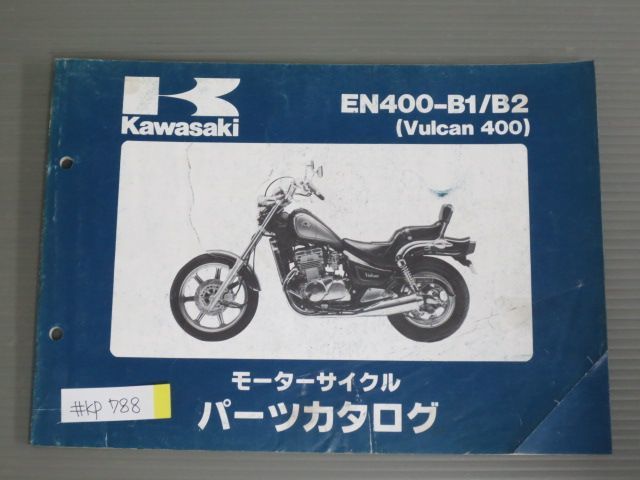 Kawasaki
EN400-B1/B2
(Vulcan 400)
Vulcan
モーターサイクル
パーツカタログ
#KP 788